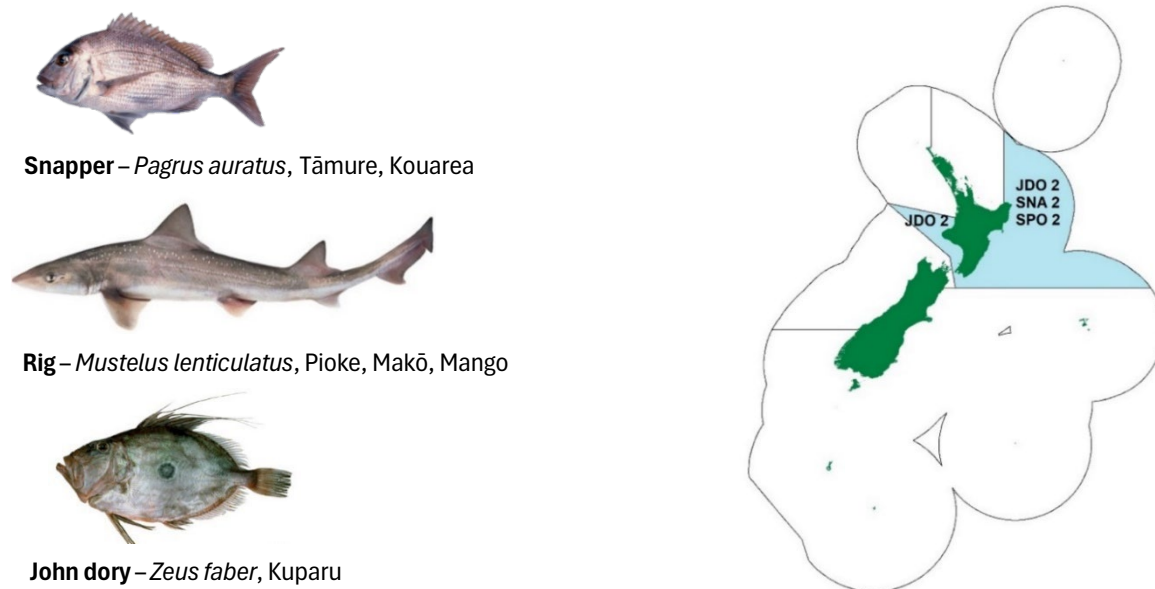 Snapper – Pagrus auratus, Tāmure, Kouarea
Rig – Mustelus lenticulatus, Pioke, Makō, Mango
John dory – Zeus faber, Kuparu
JDO 2
SNA 2
SPO 2
JDO 2